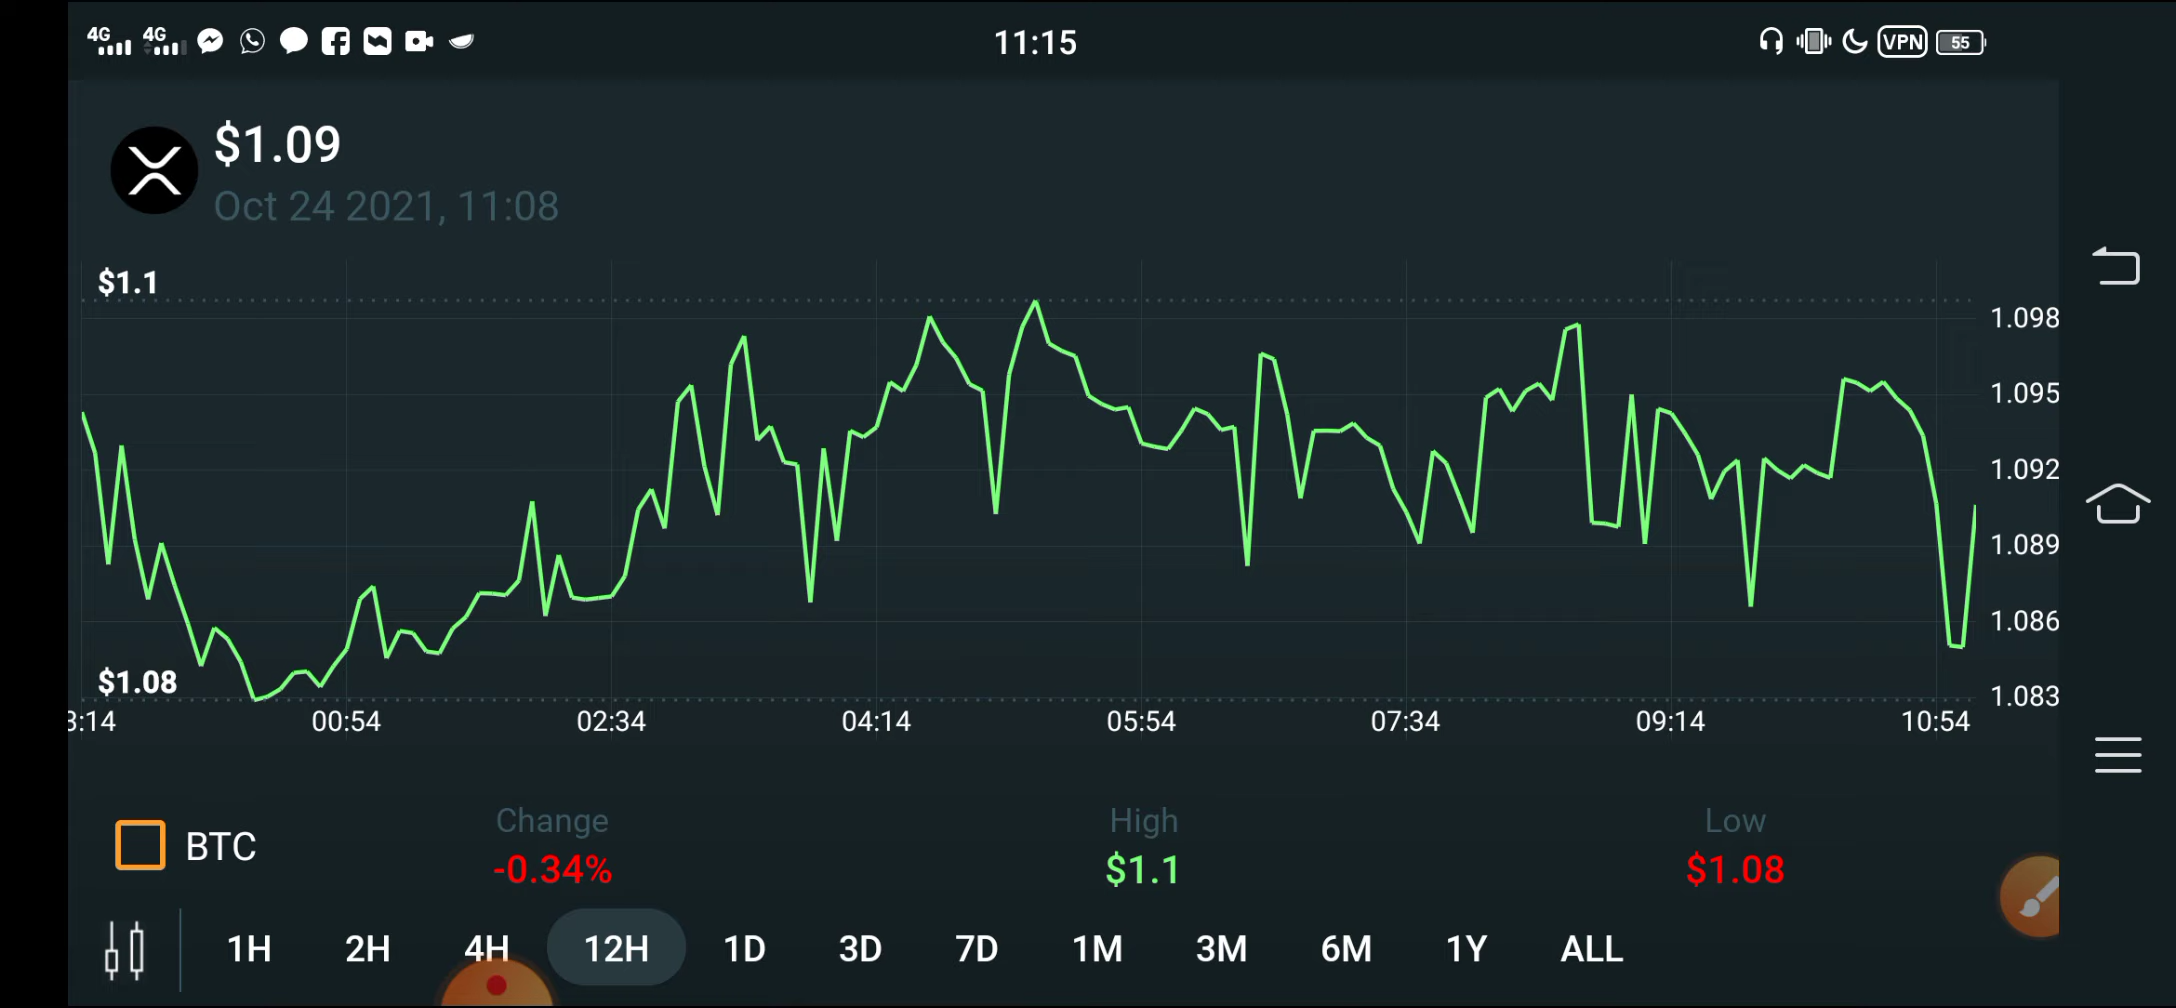 4G 4G 11:15 VPN 55
$1.09
Oct 24 2021, 11:08
$1.1
1.098
1.095
1.092
1.089
1.086
$1.08
1.083
3:14 00:54 02:34 04:14 05:54 07:34 09:14 10:54
Change High Low
BTC -0.34% $1.1 $1.08
1H 2H 4H 12H 1D 3D 7D 1M 3M 6M 1Y ALL